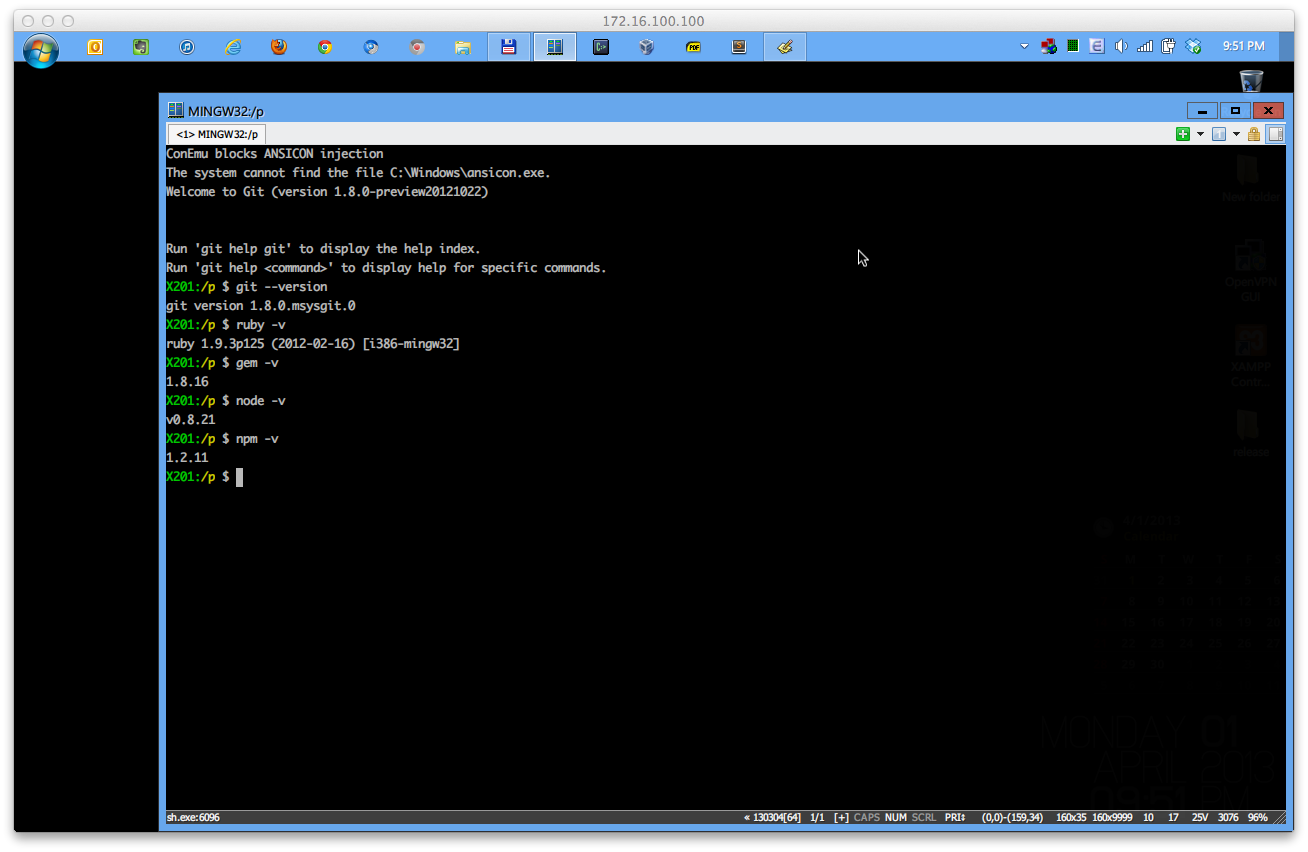 172.16.100.100
9:51 PM
MINGW32:/p
<1> MINGW32:/p
ConEmu blocks ANSICON injection
The system cannot find the file C:\Windows\ansicon.exe.
Welcome to Git (version 1.8.0-preview20121022)
Run 'git help git' to display the help index.
Run 'git help <command>' to display help for specific commands.
X201:/p $ git --version
git version 1.8.0.msysgit.0
X201:/p $ ruby -v
ruby 1.9.3p125 (2012-02-16) [i386-mingw32]
X201:/p $ gem -v
1.8.16
X201:/p $ node -v
v0.8.21
X201:/p $ npm -v
1.2.11
X201:/p $
New folder
OpenVPN
GUI
XAMPP
Contr...
release
MONDAY 01
APRIL 2013
09:51 PM
sh.exe:6096
« 130304[64] 1/1 [+] CAPS NUM SCRL PRI‡ (0,0)-(159,34) 160x35 160x9999 10 17 25V 3076 96%